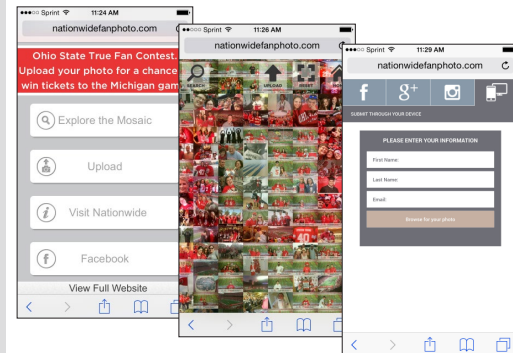 ●●○○○ Sprint 11:24 AM
nationwidefanphoto.com
Ohio State True Fan Contest.
Upload your photo for a chance
win tickets to the Michigan gam
Explore the Mosaic
Upload
Visit Nationwide
Facebook
View Full Website
●●○○○ Sprint 11:26 AM
nationwidefanphoto.com
SEARCH
UPLOAD
RESET
●●○○○ Sprint 11:29 AM
nationwidefanphoto.com
f 8+
SUBMIT THROUGH YOUR DEVICE
PLEASE ENTER YOUR INFORMATION
First Name:
Last Name:
Email:
Browse for your photo